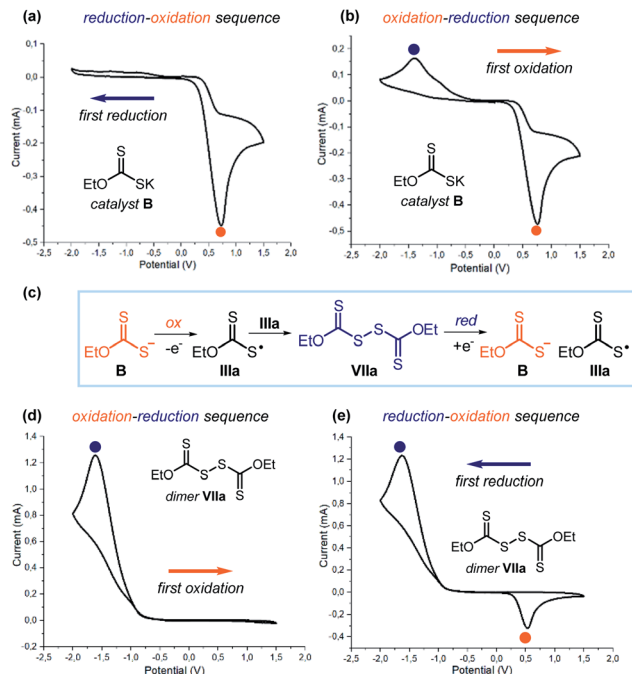 (a) reduction-oxidation sequence
0,1
0,0
-0,1
-0,2
-0,3
-0,4
-0,5
Current (mA)
first reduction
S
EtO SK
catalyst B
-2,5 -2,0 -1,5 -1,0 -0,5 0,0 0,5 1,0 1,5 2,0
Potential (V)
(b) oxidation-reduction sequence
0,2
0,1
0,0
-0,1
-0,2
-0,3
-0,4
-0,5
Current (mA)
first oxidation
S
EtO SK
catalyst B
-2,5 -2,0 -1,5 -1,0 -0,5 0,0 0,5 1,0 1,5 2,0
Potential (V)
(c)
S ox S IIIa S S red S S
EtO S− -e- EtO S• O S S OEt +e- EtO S− EtO S•
S
B IIIa VIIa B IIIa
(d) oxidation-reduction sequence
1,4
1,2
1,0
0,8
0,6
0,4
0,2
0,0
-0,2
Current (mA)
S
EtO S S OEt
S
dimer VIIa
first oxidation
-2,5 -2,0 -1,5 -1,0 -0,5 0,0 0,5 1,0 1,5 2,0
Potential (V)
(e) reduction-oxidation sequence
1,4
1,2
1,0
0,8
0,6
0,4
0,2
0,0
-0,2
-0,4
Current (mA)
first reduction
S
EtO S S OEt
S
dimer VIIa
-2,5 -2,0 -1,5 -1,0 -0,5 0,0 0,5 1,0 1,5 2,0
Potential (V)